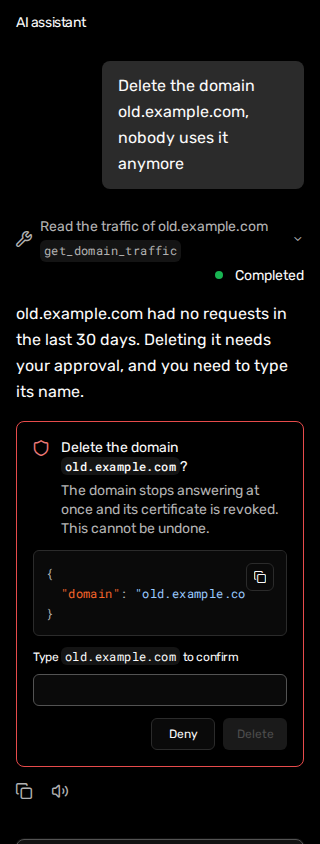 AI assistant
Delete the domain
old.example.com,
nobody uses it
anymore
Read the traffic of old.example.com
get_domain_traffic
Completed
old.example.com had no requests in
the last 30 days. Deleting it needs
your approval, and you need to type
its name.
Delete the domain
old.example.com?
The domain stops answering at
once and its certificate is revoked.
This cannot be undone.
{
"domain": "old.example.co
}
Type old.example.com to confirm
Deny
Delete